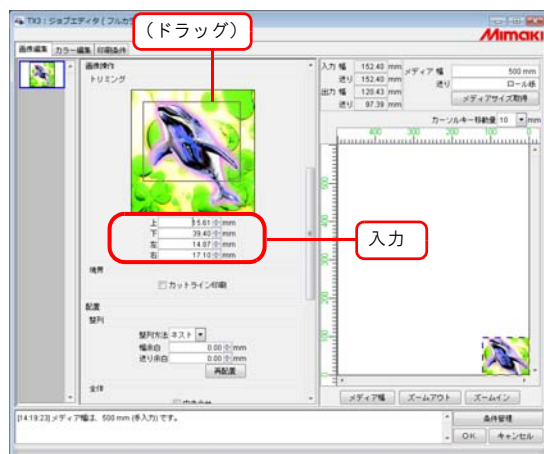 TX3 : ジョブエディタ ( フルカ
（ドラッグ）
Mimaki
画像編集 カラー編集 印刷条件
画像操作
トリミング
上 15.61 mm
下 39.40 mm
左 14.87 mm
右 17.10 mm
入力
境界
カットライン印刷
配置
整列
整列方法 ネスト
幅余白 0.00 mm
送り余白 0.00 mm
再配置
全体
入力 幅 152.40 mm
送り 152.40 mm
出力 幅 120.43 mm
送り 97.39 mm
メディア 幅 500 mm
送り ロール紙
メディアサイズ取得
カーソルキー移動量 10 mm
400 300 200 100 0
メディア幅 ズームアウト ズームイン
[14:19:23] メディア幅は、500 mm (手入力) です。
条件管理
OK キャンセル